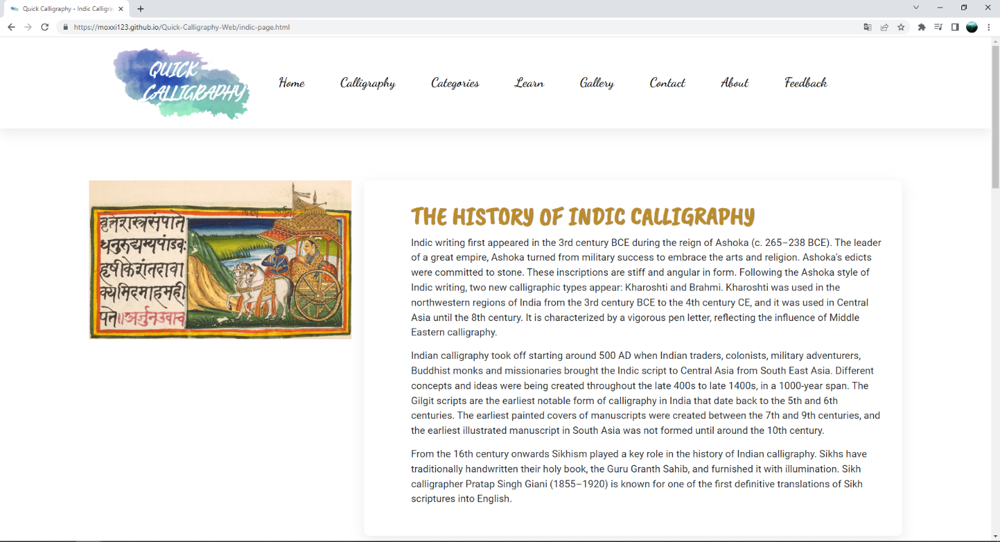 Quick Calligraphy - Indic Calligra
https://moxxi123.github.io/Quick-Calligraphy-Web/indic-page.html
QUICK
CALLIGRAPHY
Home Calligraphy Categories Learn Gallery Contact About Feedback
धनुरुद्यम्यपांडवः
हृषीकेशंतदावा
क्यमिदमाहमही
पते॥अर्जुनउवाच
THE HISTORY OF INDIC CALLIGRAPHY
Indic writing first appeared in the 3rd century BCE during the reign of Ashoka (c. 265–238 BCE). The leader
of a great empire, Ashoka turned from military success to embrace the arts and religion. Ashoka’s edicts
were committed to stone. These inscriptions are stiff and angular in form. Following the Ashoka style of
Indic writing, two new calligraphic types appear: Kharoshti and Brahmi. Kharoshti was used in the
northwestern regions of India from the 3rd century BCE to the 4th century CE, and it was used in Central
Asia until the 8th century. It is characterized by a vigorous pen letter, reflecting the influence of Middle
Eastern calligraphy.
Indian calligraphy took off starting around 500 AD when Indian traders, colonists, military adventurers,
Buddhist monks and missionaries brought the Indic script to Central Asia from South East Asia. Different
concepts and ideas were being created throughout the late 400s to late 1400s, in a 1000-year span. The
Gilgit scripts are the earliest notable form of calligraphy in India that date back to the 5th and 6th
centuries. The earliest painted covers of manuscripts were created between the 7th and 9th centuries, and
the earliest illustrated manuscript in South Asia was not formed until around the 10th century.
From the 16th century onwards Sikhism played a key role in the history of Indian calligraphy. Sikhs have
traditionally handwritten their holy book, the Guru Granth Sahib, and furnished it with illumination. Sikh
calligrapher Pratap Singh Giani (1855–1920) is known for one of the first definitive translations of Sikh
scriptures into English.